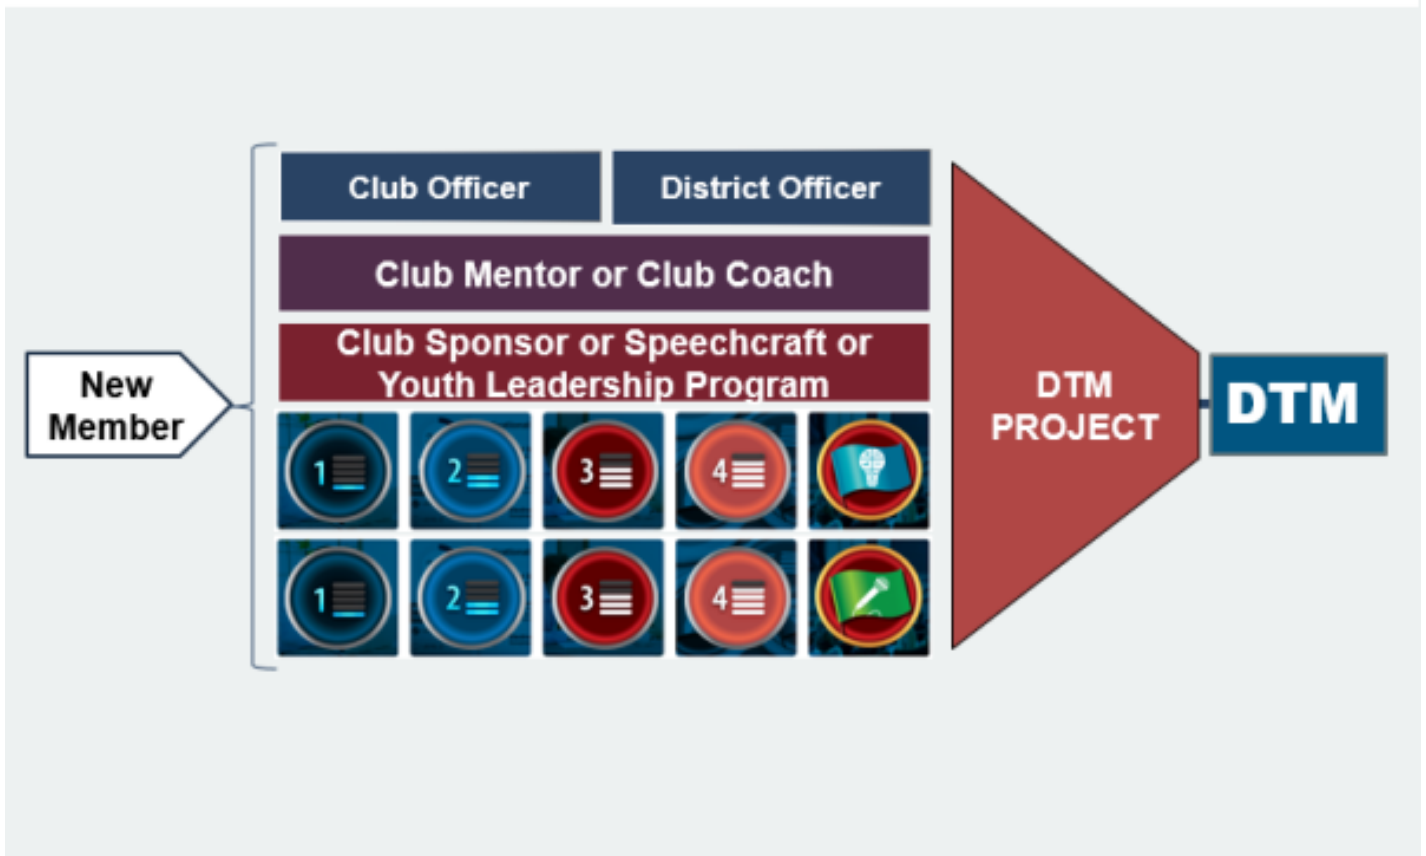 New
Member
Club Officer
District Officer
Club Mentor or Club Coach
Club Sponsor or Speechcraft or
Youth Leadership Program
1
2
3
4
1
2
3
4
DTM
PROJECT
DTM